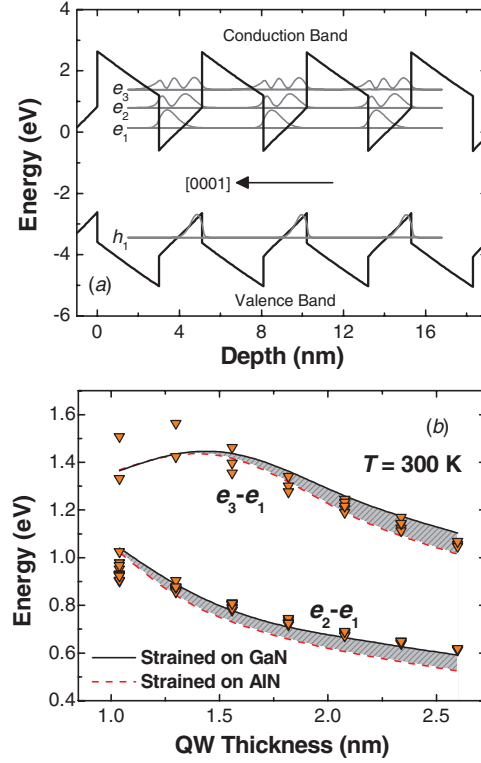 4
2
0
-2
-4
-6
Energy (eV)
Conduction Band
e3
e2
e1
[0001]
h1
(a)
Valence Band
0 4 8 12 16
Depth (nm)
1.6
1.4
1.2
1.0
0.8
0.6
0.4
Energy (eV)
(b)
T = 300 K
e3-e1
e2-e1
Strained on GaN
Strained on AlN
1.0 1.5 2.0 2.5
QW Thickness (nm)